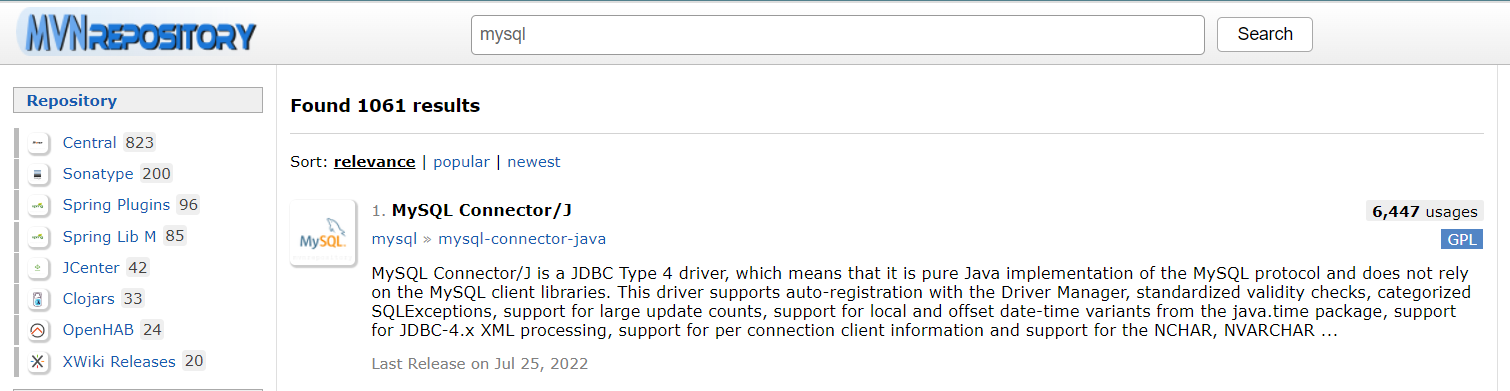 MVNREPOSITORY
mysql
Search
Repository
Central 823
Sonatype 200
Spring Plugins 96
Spring Lib M 85
JCenter 42
Clojars 33
OpenHAB 24
XWiki Releases 20
Found 1061 results
Sort: relevance | popular | newest
MySQL
1. MySQL Connector/J
6,447 usages
mysql » mysql-connector-java
GPL
MySQL Connector/J is a JDBC Type 4 driver, which means that it is pure Java implementation of the MySQL protocol and does not rely
on the MySQL client libraries. This driver supports auto-registration with the Driver Manager, standardized validity checks, categorized
SQLExceptions, support for large update counts, support for local and offset date-time variants from the java.time package, support
for JDBC-4.x XML processing, support for per connection client information and support for the NCHAR, NVARCHAR ...
Last Release on Jul 25, 2022